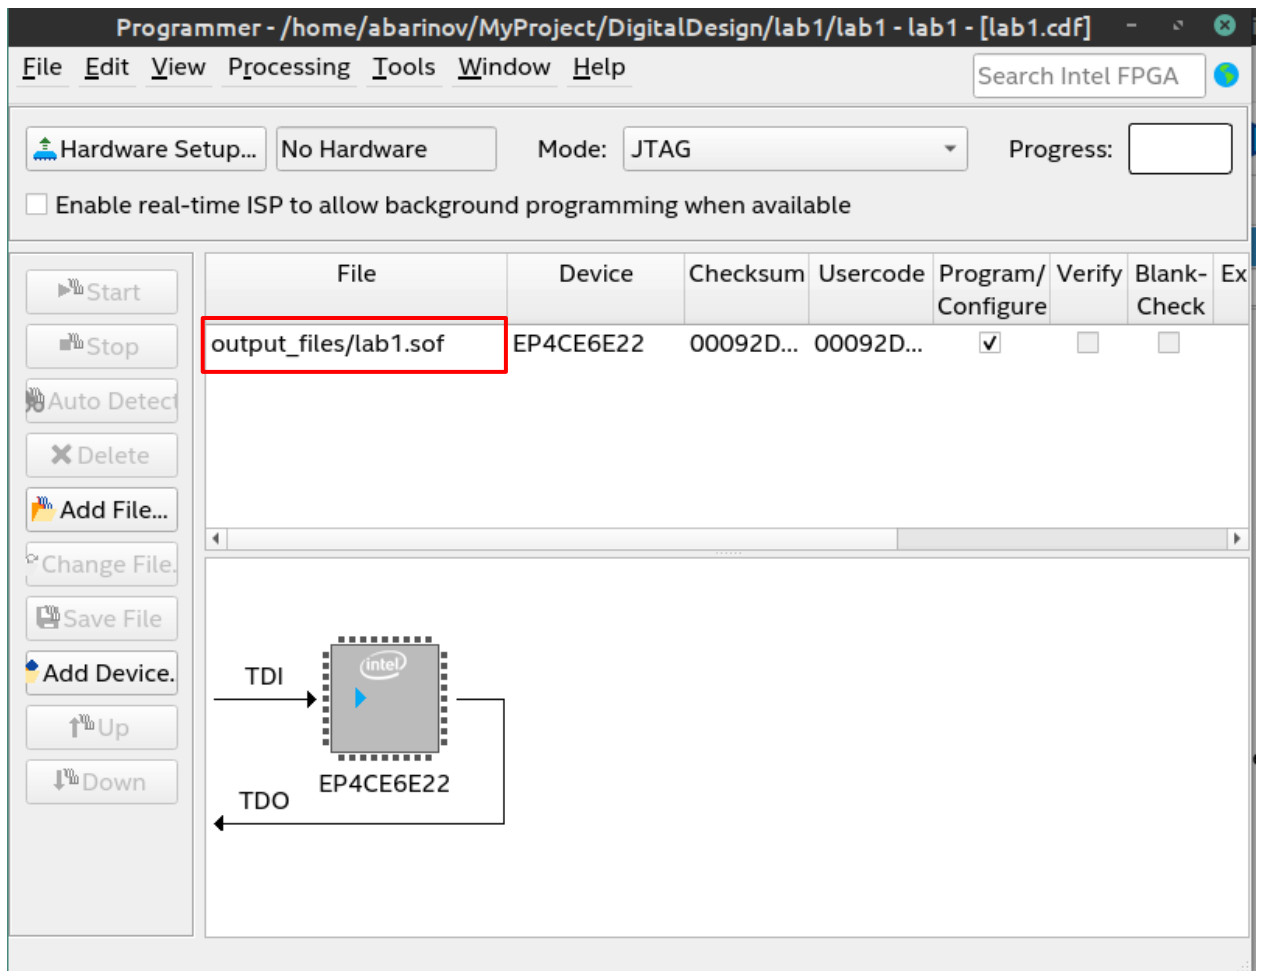 Programmer - /home/abarinov/MyProject/DigitalDesign/lab1/lab1 - lab1 - [lab1.cdf]
File Edit View Processing Tools Window Help
Search Intel FPGA
Hardware Setup... No Hardware Mode: JTAG Progress:
Enable real-time ISP to allow background programming when available
Start
Stop
Auto Detect
Delete
Add File...
Change File.
Save File
Add Device.
Up
Down
File Device Checksum Usercode Program/ Verify Blank- Ex
Configure Check
output_files/lab1.sof EP4CE6E22 00092D... 00092D...
intel
TDI
EP4CE6E22
TDO